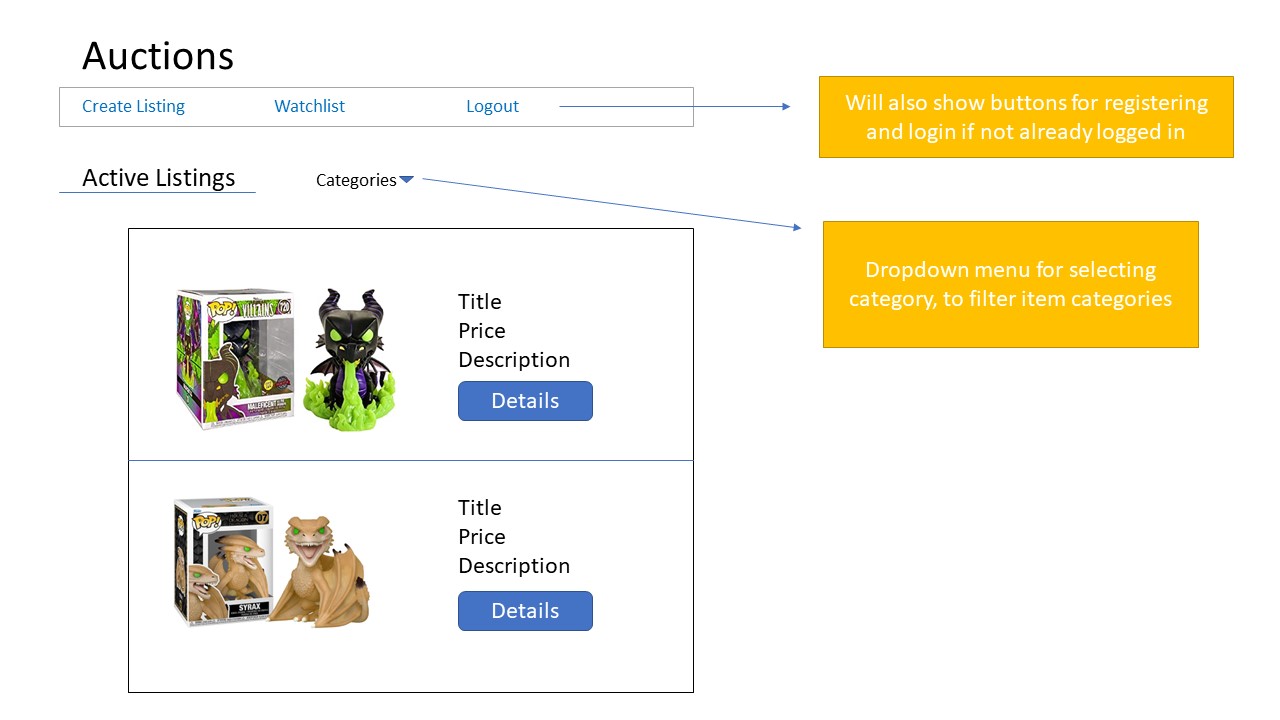 Auctions
Create Listing
Watchlist
Logout
Will also show buttons for registering
and login if not already logged in
Active Listings
Categories
Dropdown menu for selecting
category, to filter item categories
POP!
VILLAINS
Title
Price
Description
Details
POP!
07
SYRAX
Title
Price
Description
Details